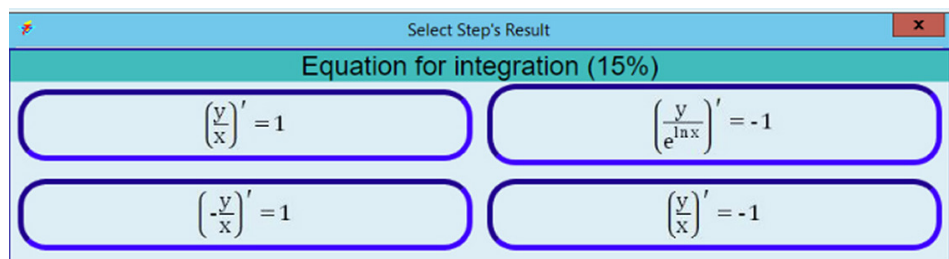 Select Step's Result
x
Equation for integration (15%)
(y/x)′ = 1
(y/e^{ln x})′ = -1
(-y/x)′ = 1
(y/x)′ = -1